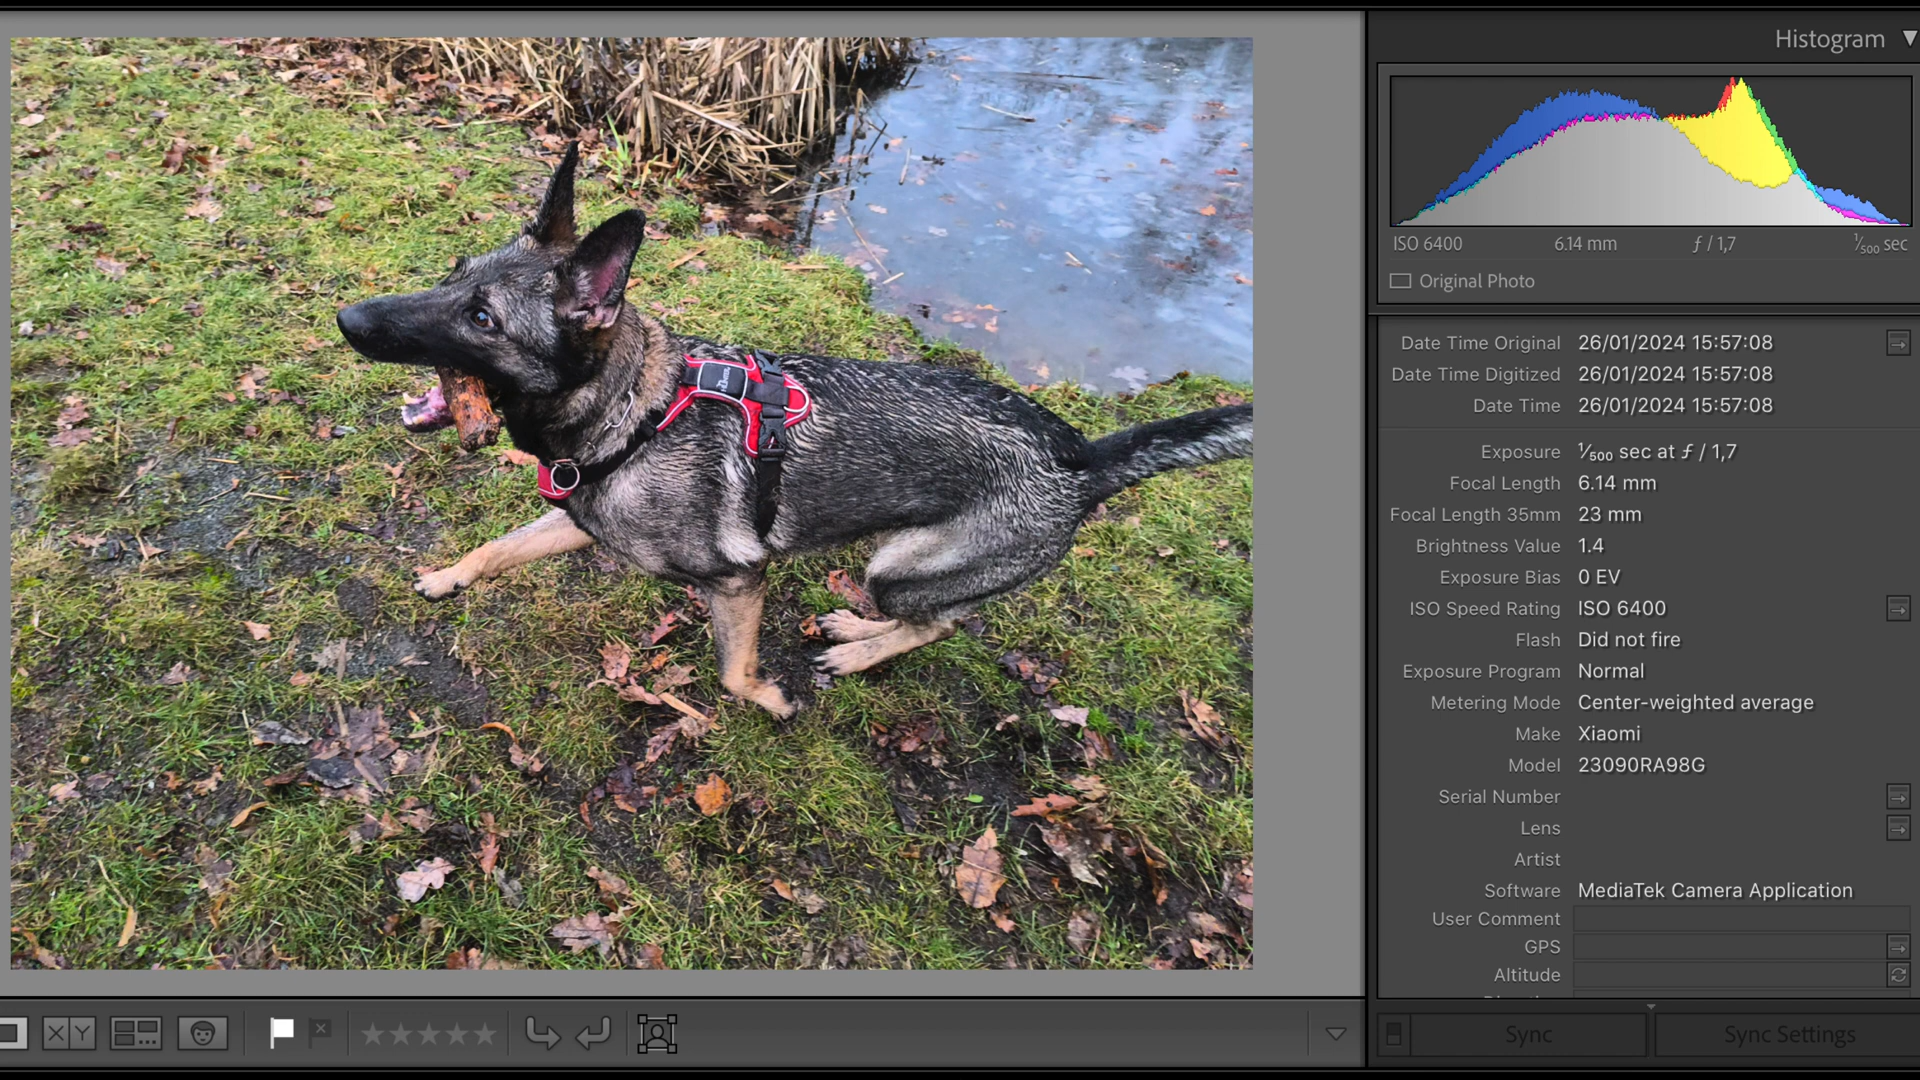 Histogram
ISO 6400 6.14 mm ƒ / 1,7 1/500 sec
Original Photo
Date Time Original 26/01/2024 15:57:08
Date Time Digitized 26/01/2024 15:57:08
Date Time 26/01/2024 15:57:08
Exposure 1/500 sec at ƒ / 1,7
Focal Length 6.14 mm
Focal Length 35mm 23 mm
Brightness Value 1.4
Exposure Bias 0 EV
ISO Speed Rating ISO 6400
Flash Did not fire
Exposure Program Normal
Metering Mode Center-weighted average
Make Xiaomi
Model 23090RA98G
Serial Number
Lens
Artist
Software MediaTek Camera Application
User Comment
GPS
Altitude
X Y
Sync Sync Settings